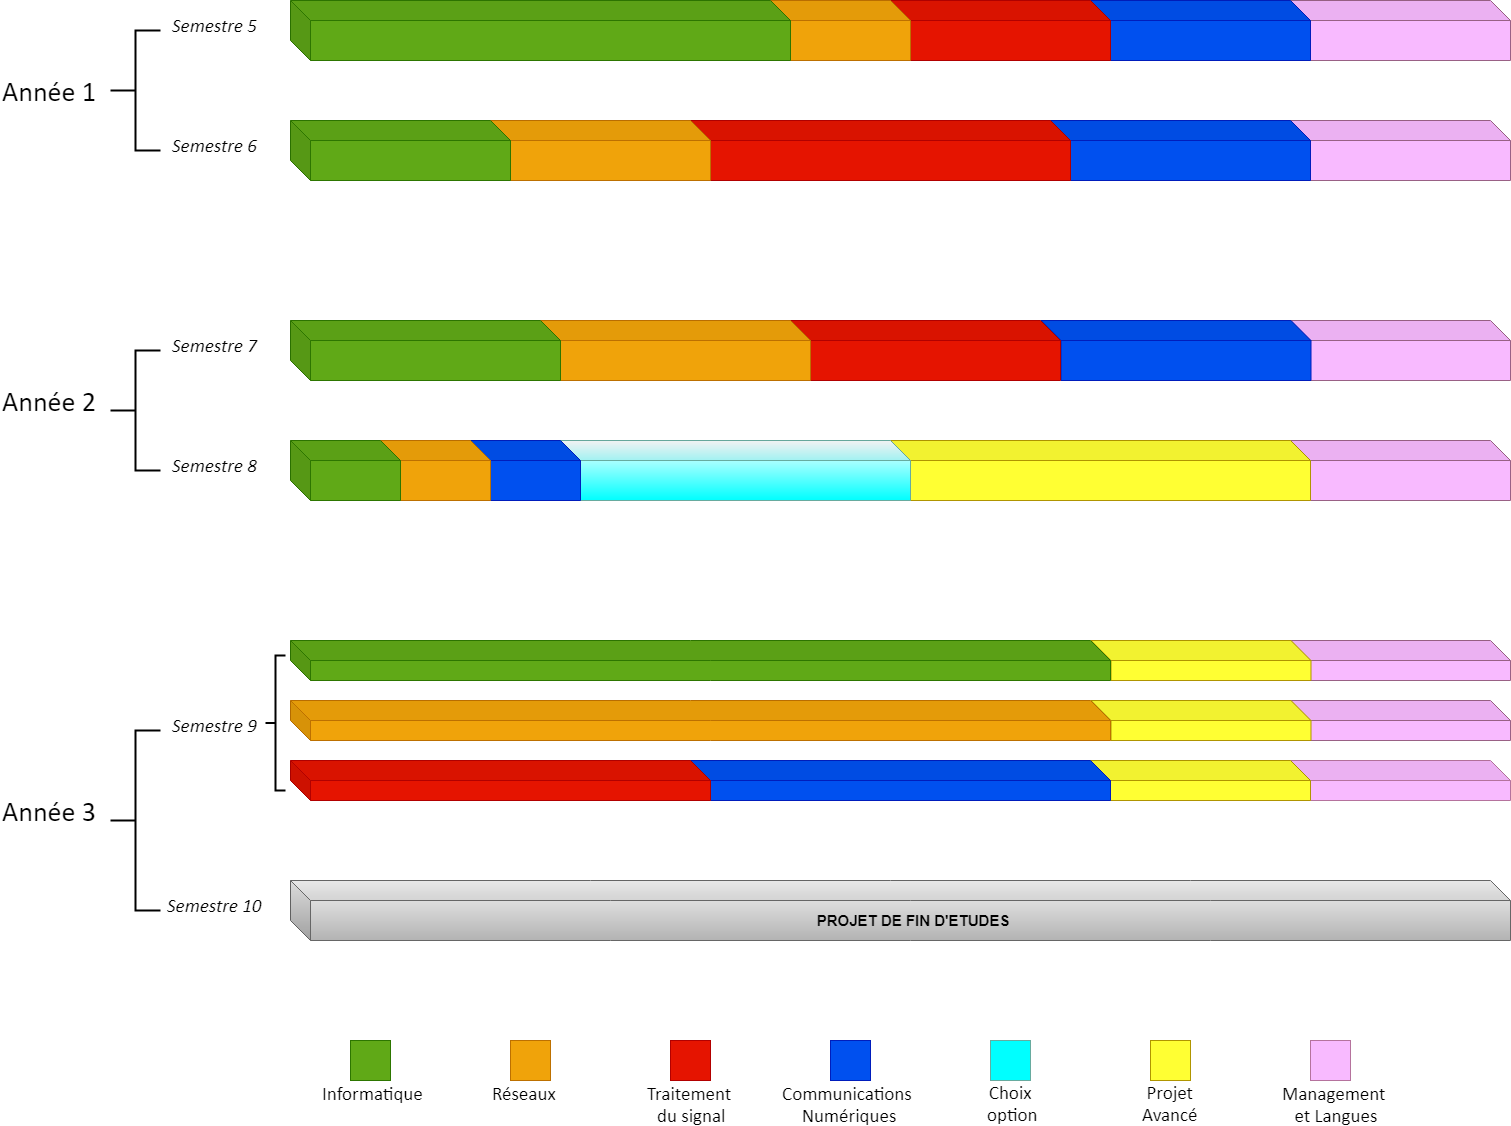 Semestre 5
Année 1
Semestre 6
Semestre 7
Année 2
Semestre 8
Semestre 9
Année 3
Semestre 10
PROJET DE FIN D'ETUDES
Informatique
Réseaux
Traitement
du signal
Communications
Numériques
Choix
option
Projet
Avancé
Management
et Langues